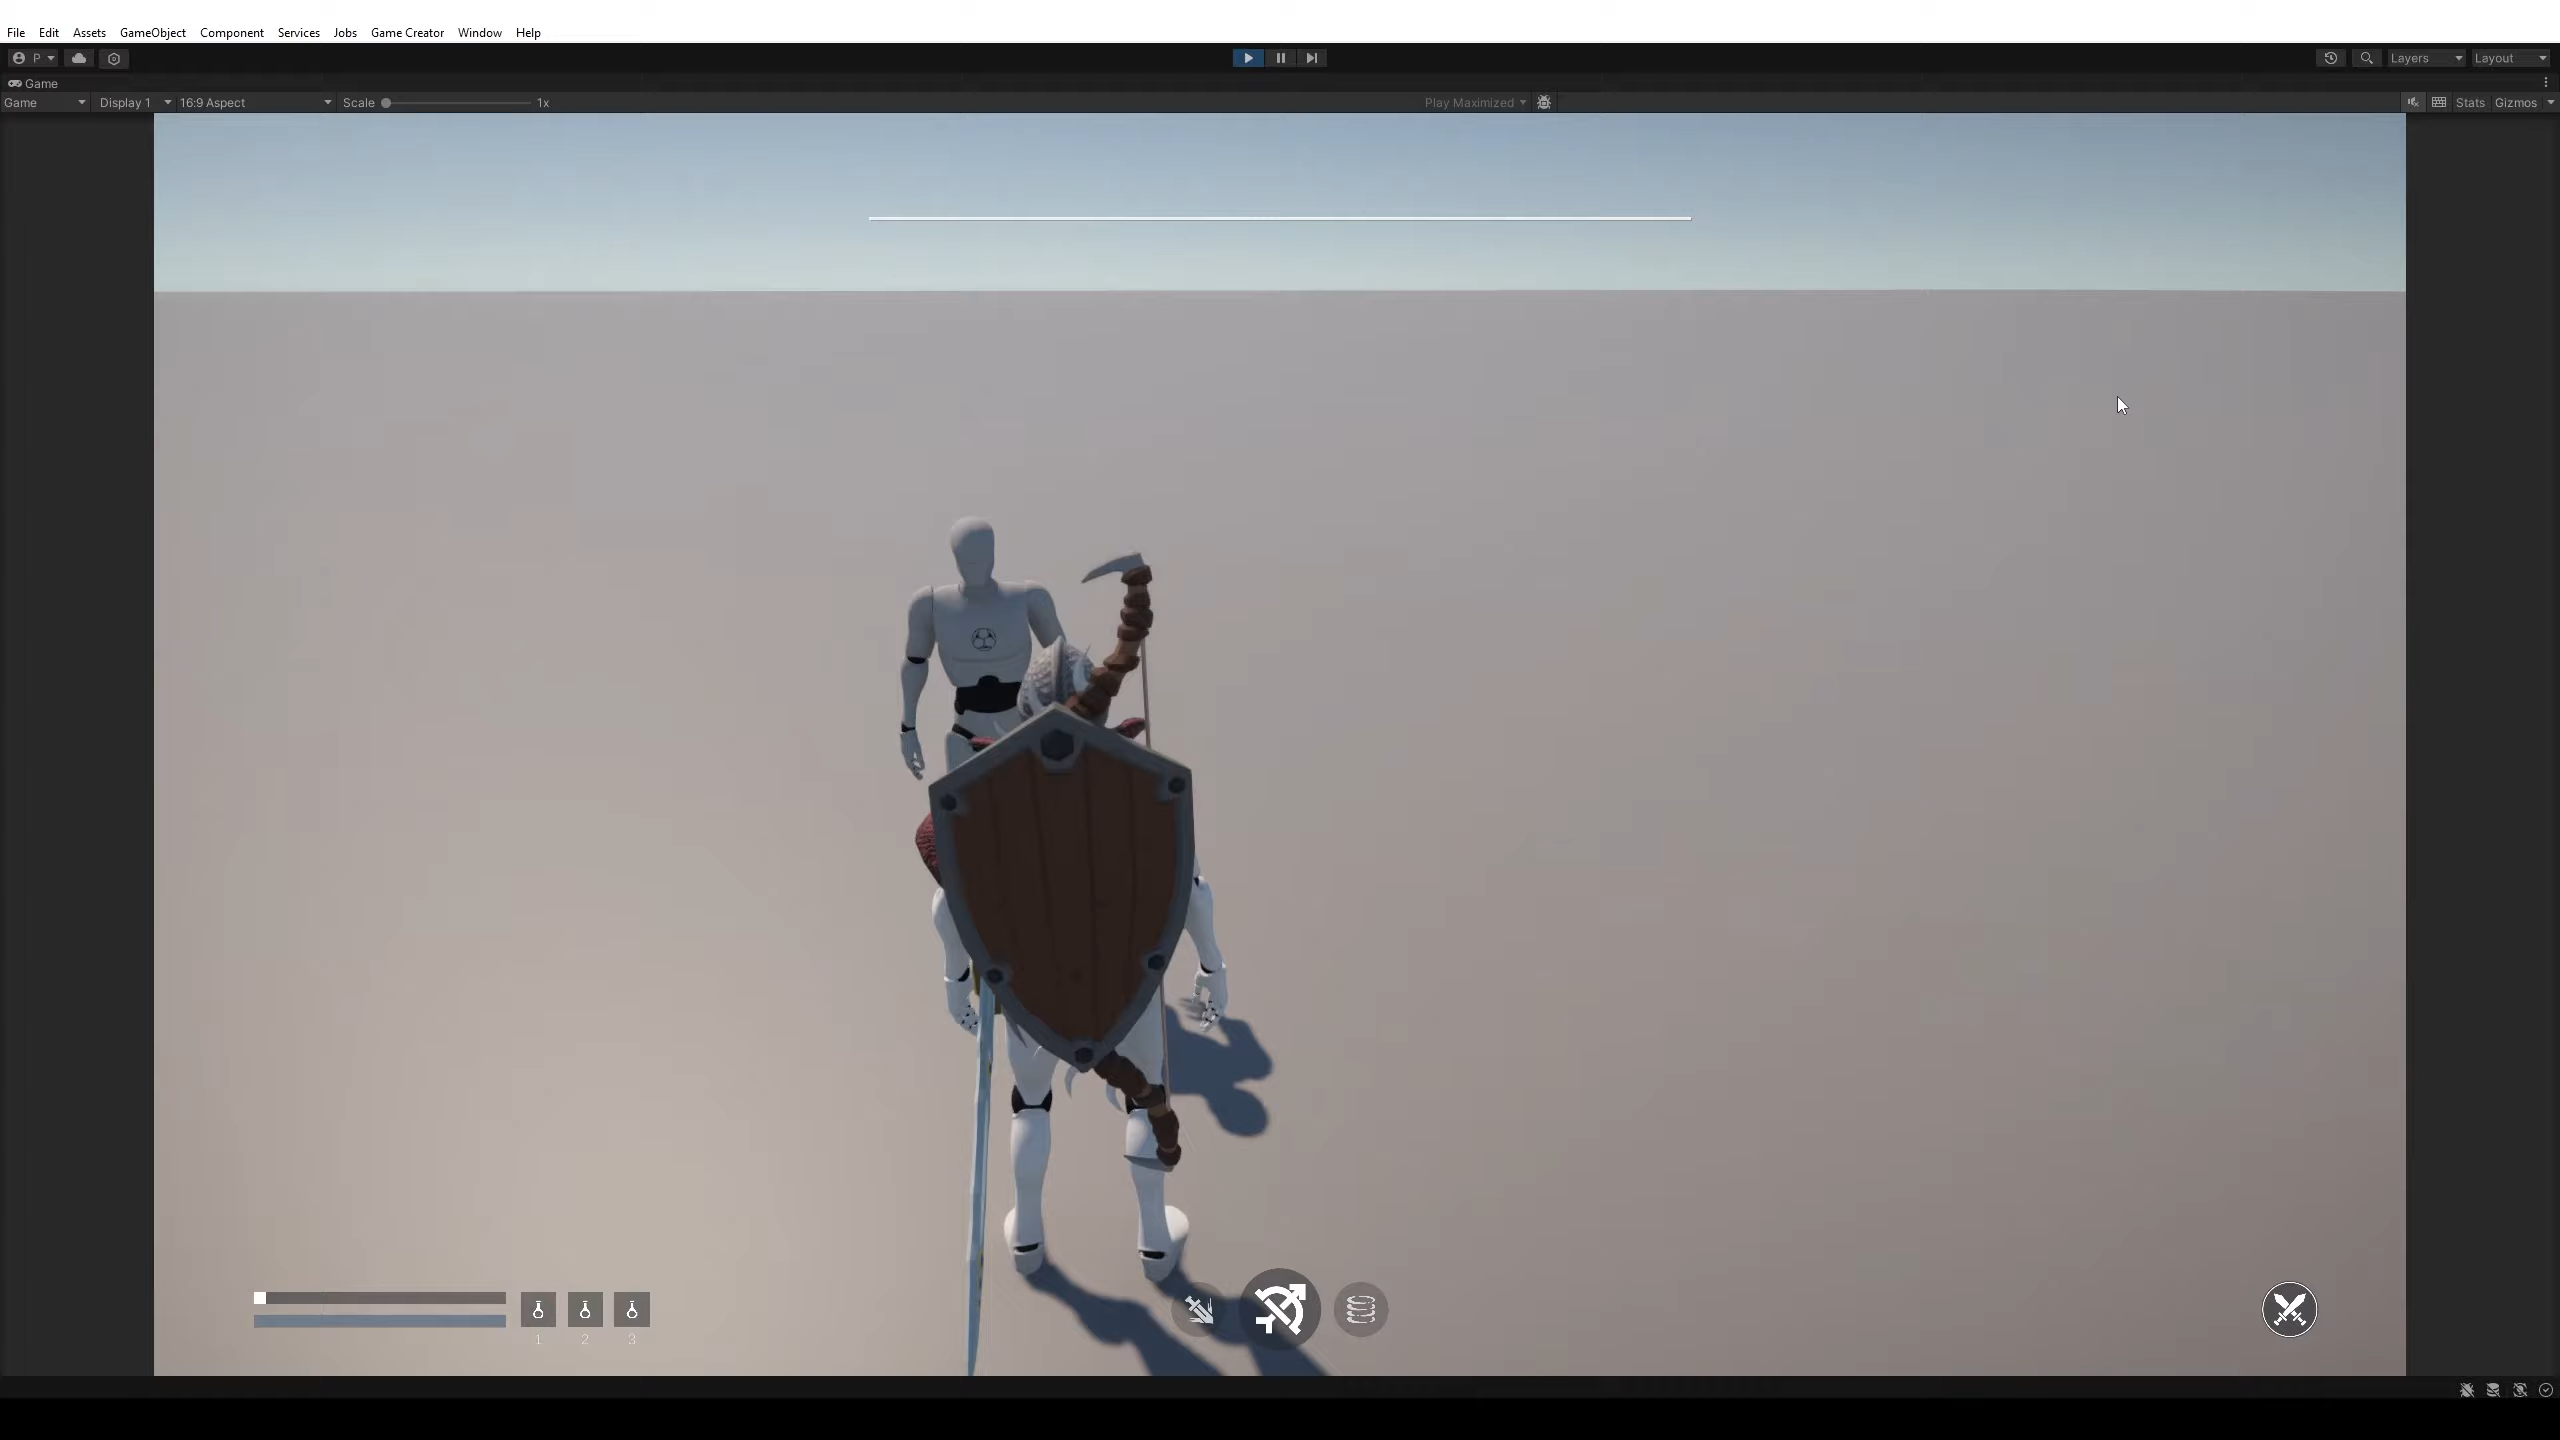 File Edit Assets GameObject Component Services Jobs Game Creator Window Help
P Layers Layout
Game
Game Display 1 16:9 Aspect Scale 1x Play Maximized Stats Gizmos
1 2 3